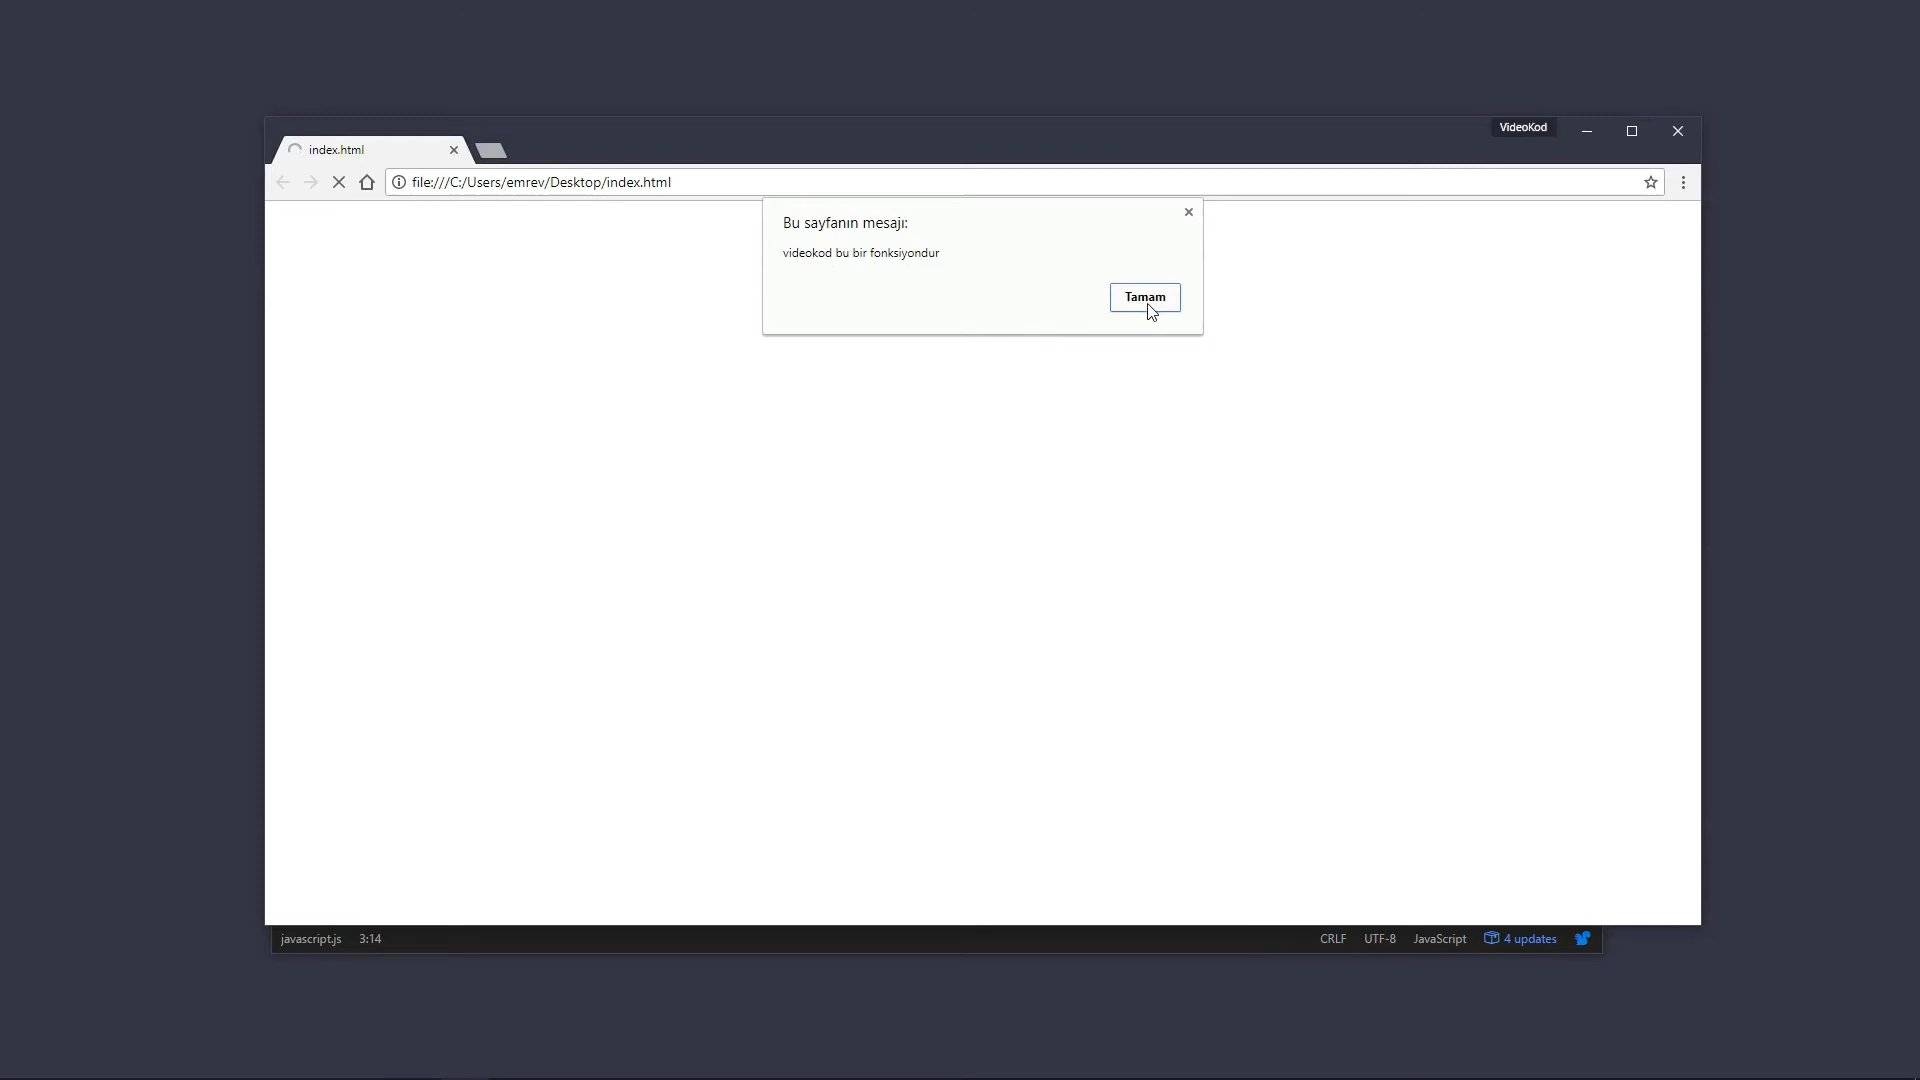 VideoKod
index.html
file:///C:/Users/emrev/Desktop/index.html
Bu sayfanın mesajı:
videokod bu bir fonksiyondur
Tamam
javascript.js 3:14 CRLF UTF-8 JavaScript 4 updates